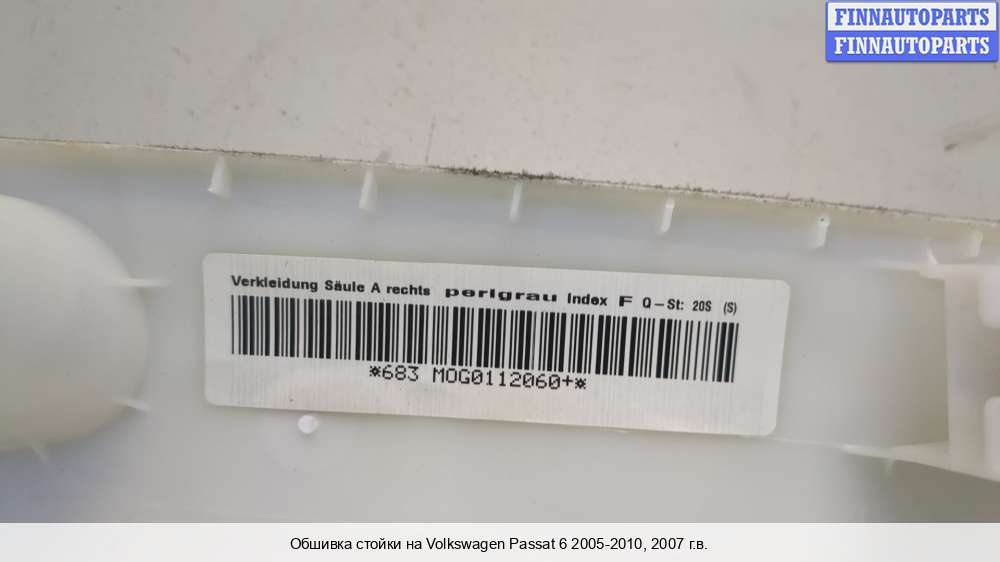 FINNAUTOPARTS
FINNAUTOPARTS
Verkleidung Säule A rechts perlgrau Index F Q-St: 20S (S)
*683 MOG0112060+*
Обшивка стойки на Volkswagen Passat 6 2005-2010, 2007 г.в.